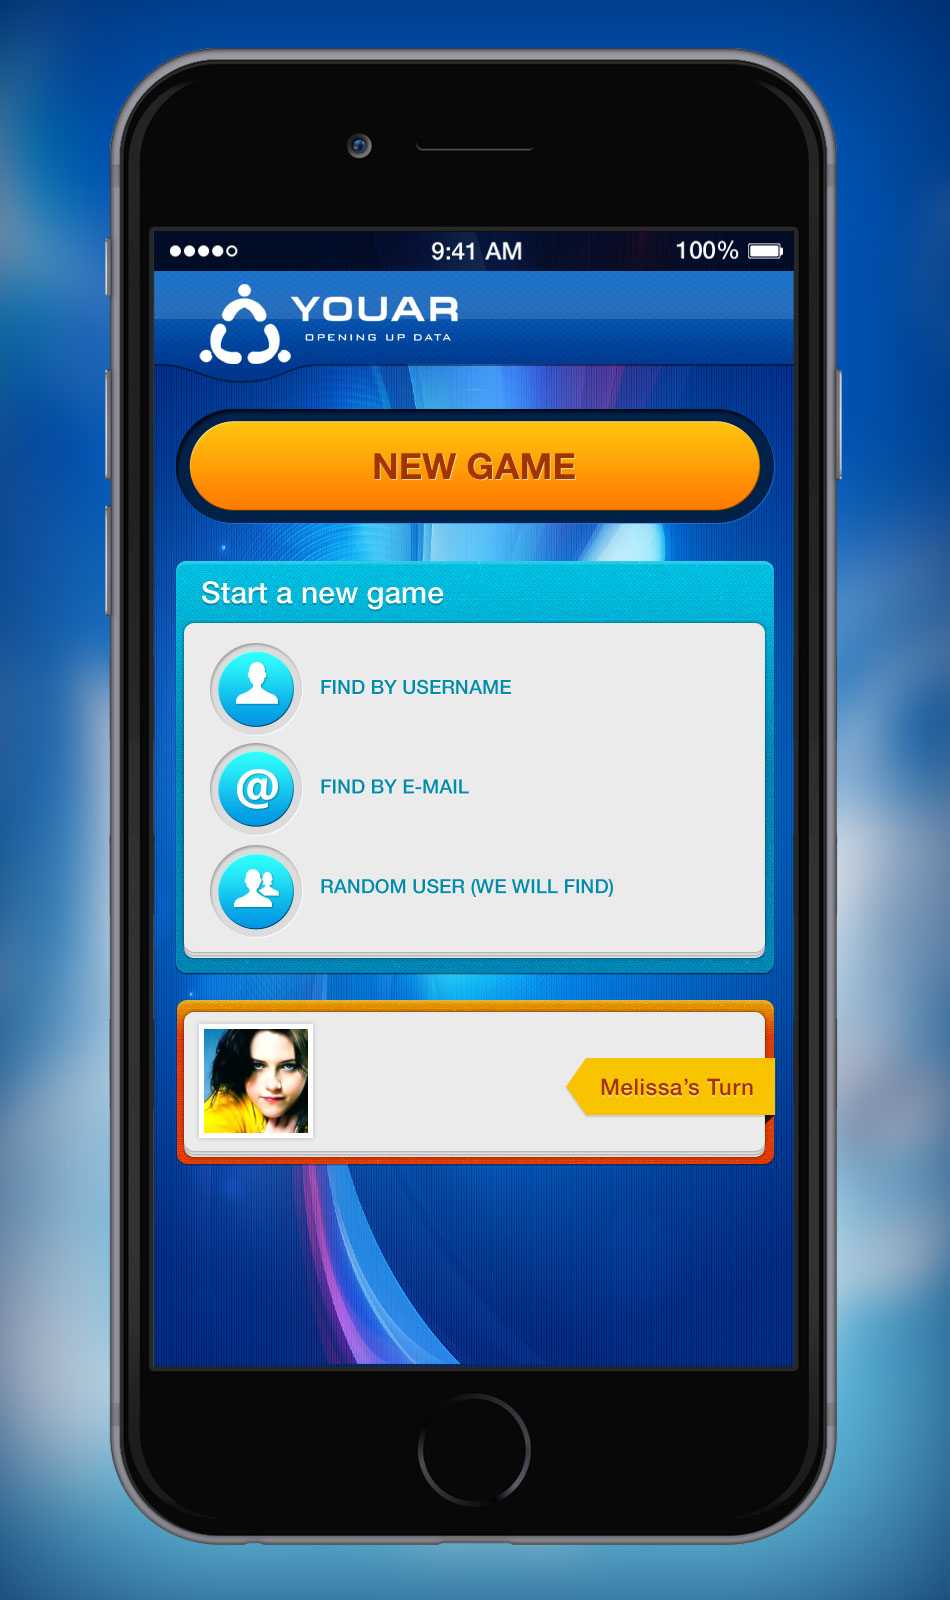 9:41 AM 100%
YOUAR
OPENING UP DATA
NEW GAME
Start a new game
FIND BY USERNAME
@
FIND BY E-MAIL
RANDOM USER (WE WILL FIND)
Melissa's Turn